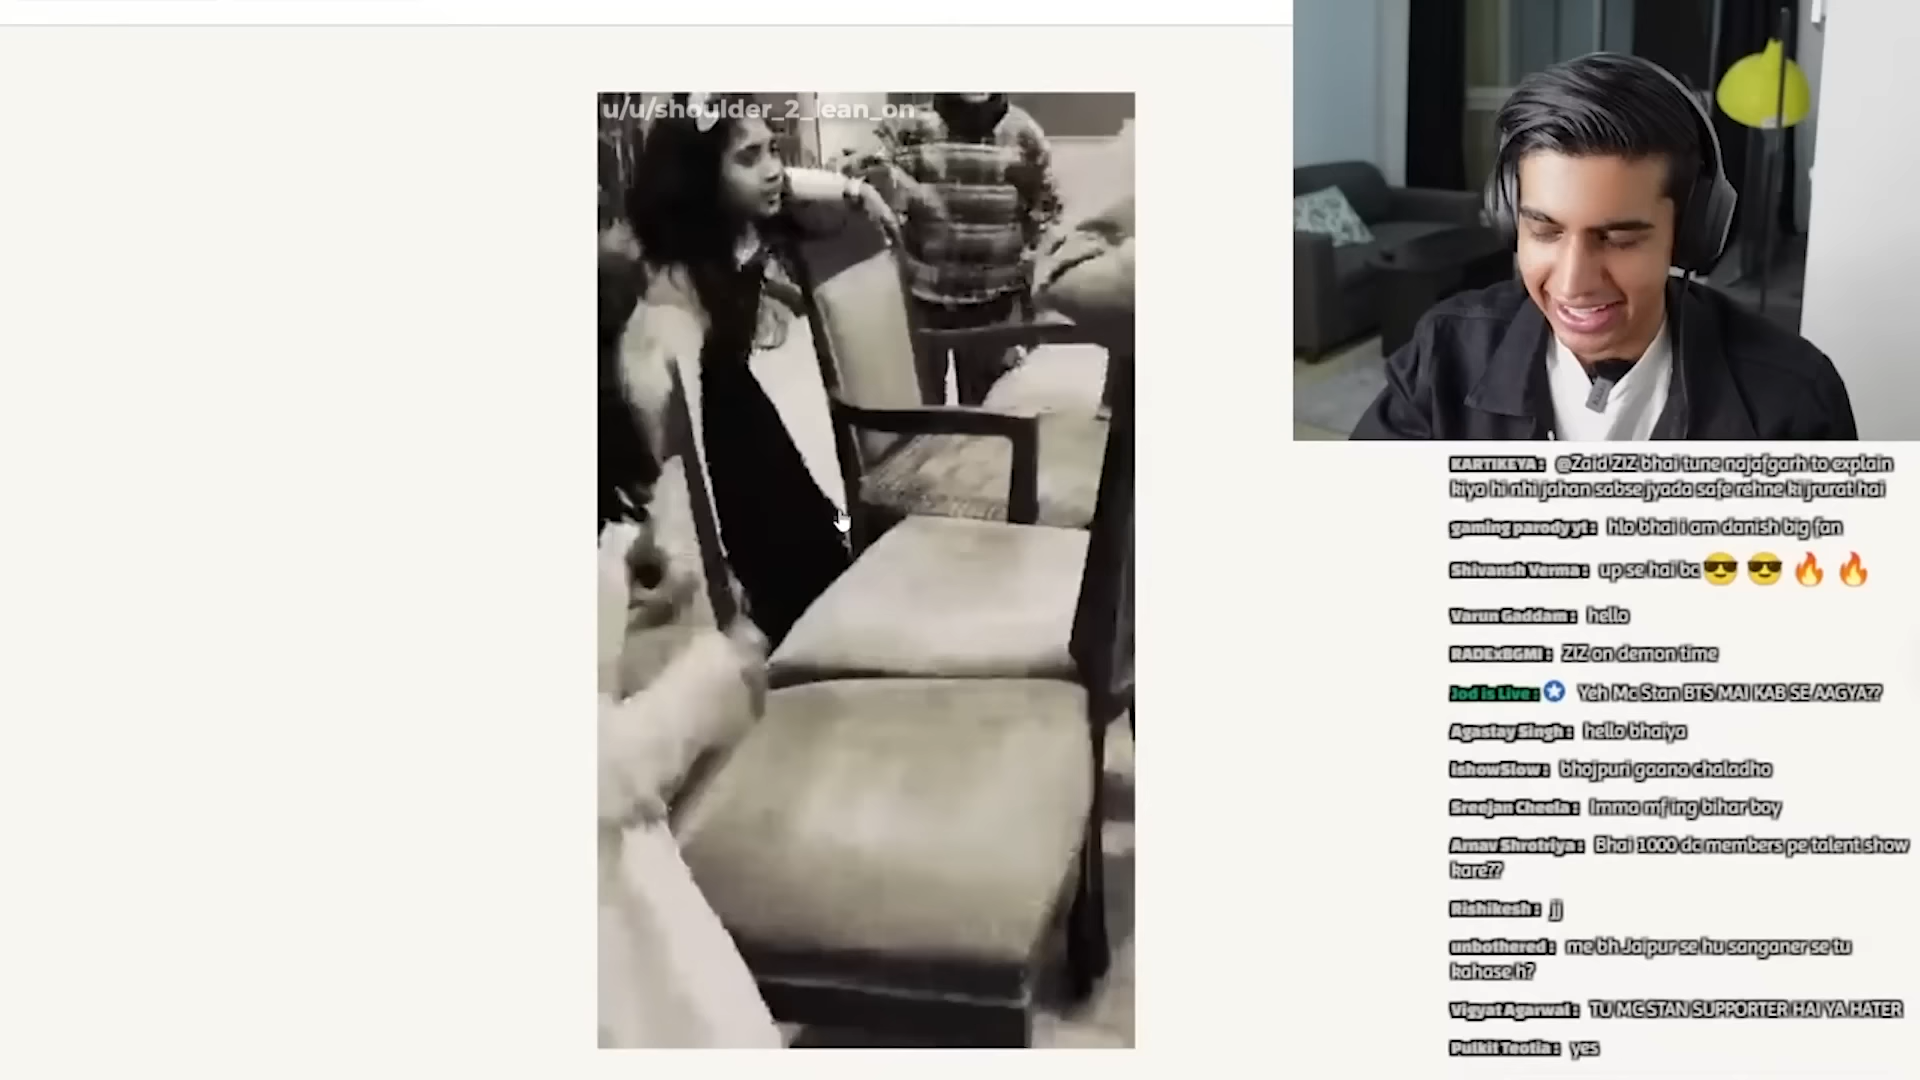 u/u/shoulder_2_lean_on
KARTIKEYA: @Zaid ZIZ bhai tune najafgarh to explain
kiya hi nhi jahan sabse jyada safe rehne ki jrurat hai
gaming parody yt: hlo bhai i am danish big fan
Shivansh Verma: up se hai bc😎 😎 🔥 🔥
Varun Gaddam: hello
RADExBGMI: ZIZ on demon time
Jod is Live: Yeh Mc Stan BTS MAI KAB SE AAGYA??
Agastay Singh: hello bhaiya
IshowSlow: bhojpuri gaana chaladho
Sreejan Cheela: Imma mf ing bihar boy
Arnav Shrotriya: Bhai 1000 dc members pe talent show
kare??
Rishikesh: jj
unbothered: me bh Jaipur se hu sanganer se tu
kahase h?
Vigyat Agarwal: TU MC STAN SUPPORTER HAI YA HATER
Pulkit Teotia: yes